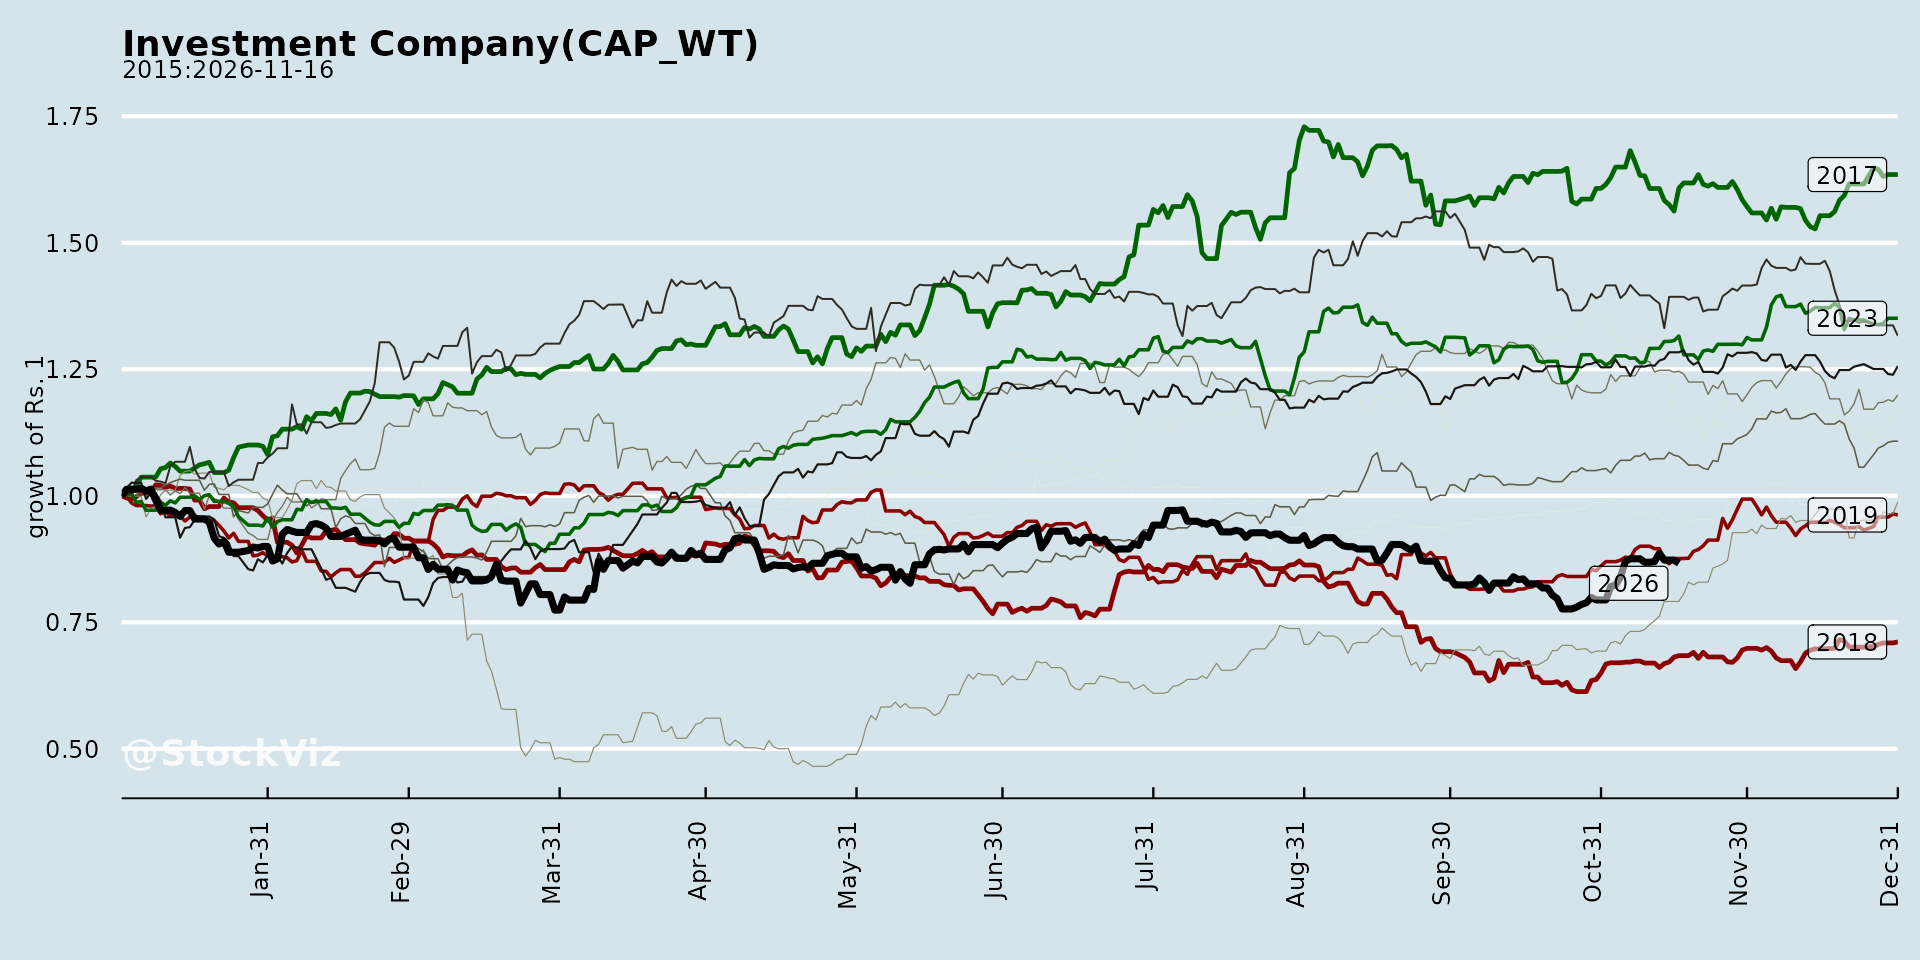 Investment Company(CAP_WT)
2015:2026-11-16
growth of Rs. 1
1.75
1.50
1.25
1.00
0.75
0.50
2017
2023
2019
2026
2018
@StockViz
Jan-31
Feb-29
Mar-31
Apr-30
May-31
Jun-30
Jul-31
Aug-31
Sep-30
Oct-31
Nov-30
Dec-31